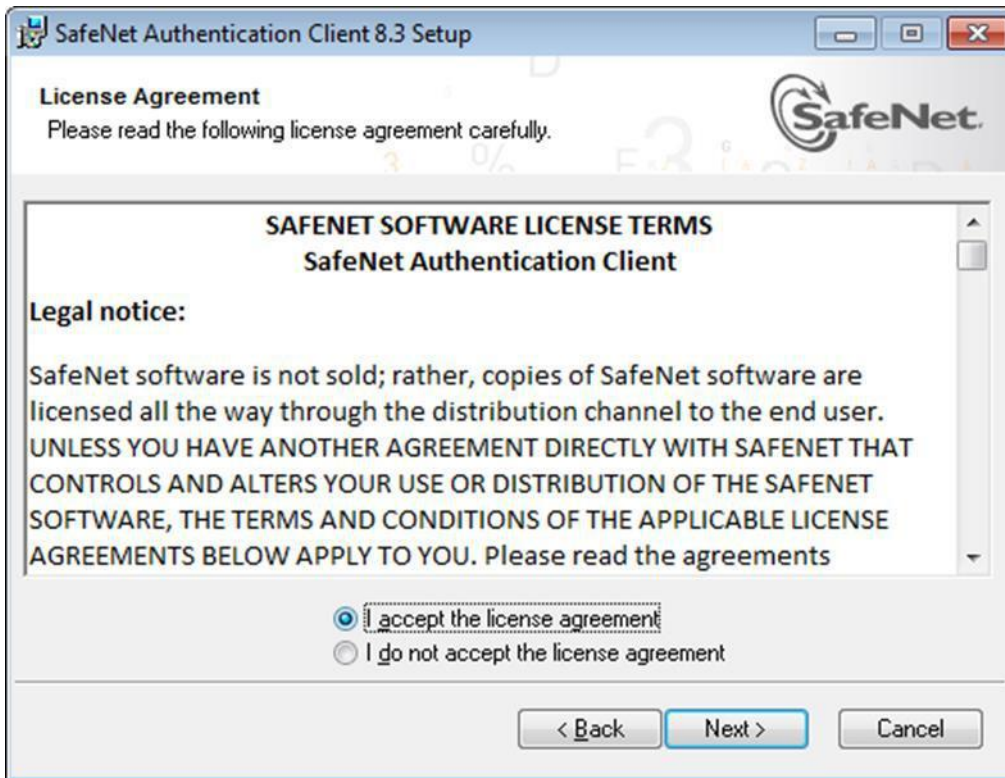 SafeNet Authentication Client 8.3 Setup
License Agreement
Please read the following license agreement carefully.
SafeNet.
SAFENET SOFTWARE LICENSE TERMS
SafeNet Authentication Client
Legal notice:
SafeNet software is not sold; rather, copies of SafeNet software are
licensed all the way through the distribution channel to the end user.
UNLESS YOU HAVE ANOTHER AGREEMENT DIRECTLY WITH SAFENET THAT
CONTROLS AND ALTERS YOUR USE OR DISTRIBUTION OF THE SAFENET
SOFTWARE, THE TERMS AND CONDITIONS OF THE APPLICABLE LICENSE
AGREEMENTS BELOW APPLY TO YOU. Please read the agreements
I accept the license agreement
I do not accept the license agreement
< Back Next > Cancel